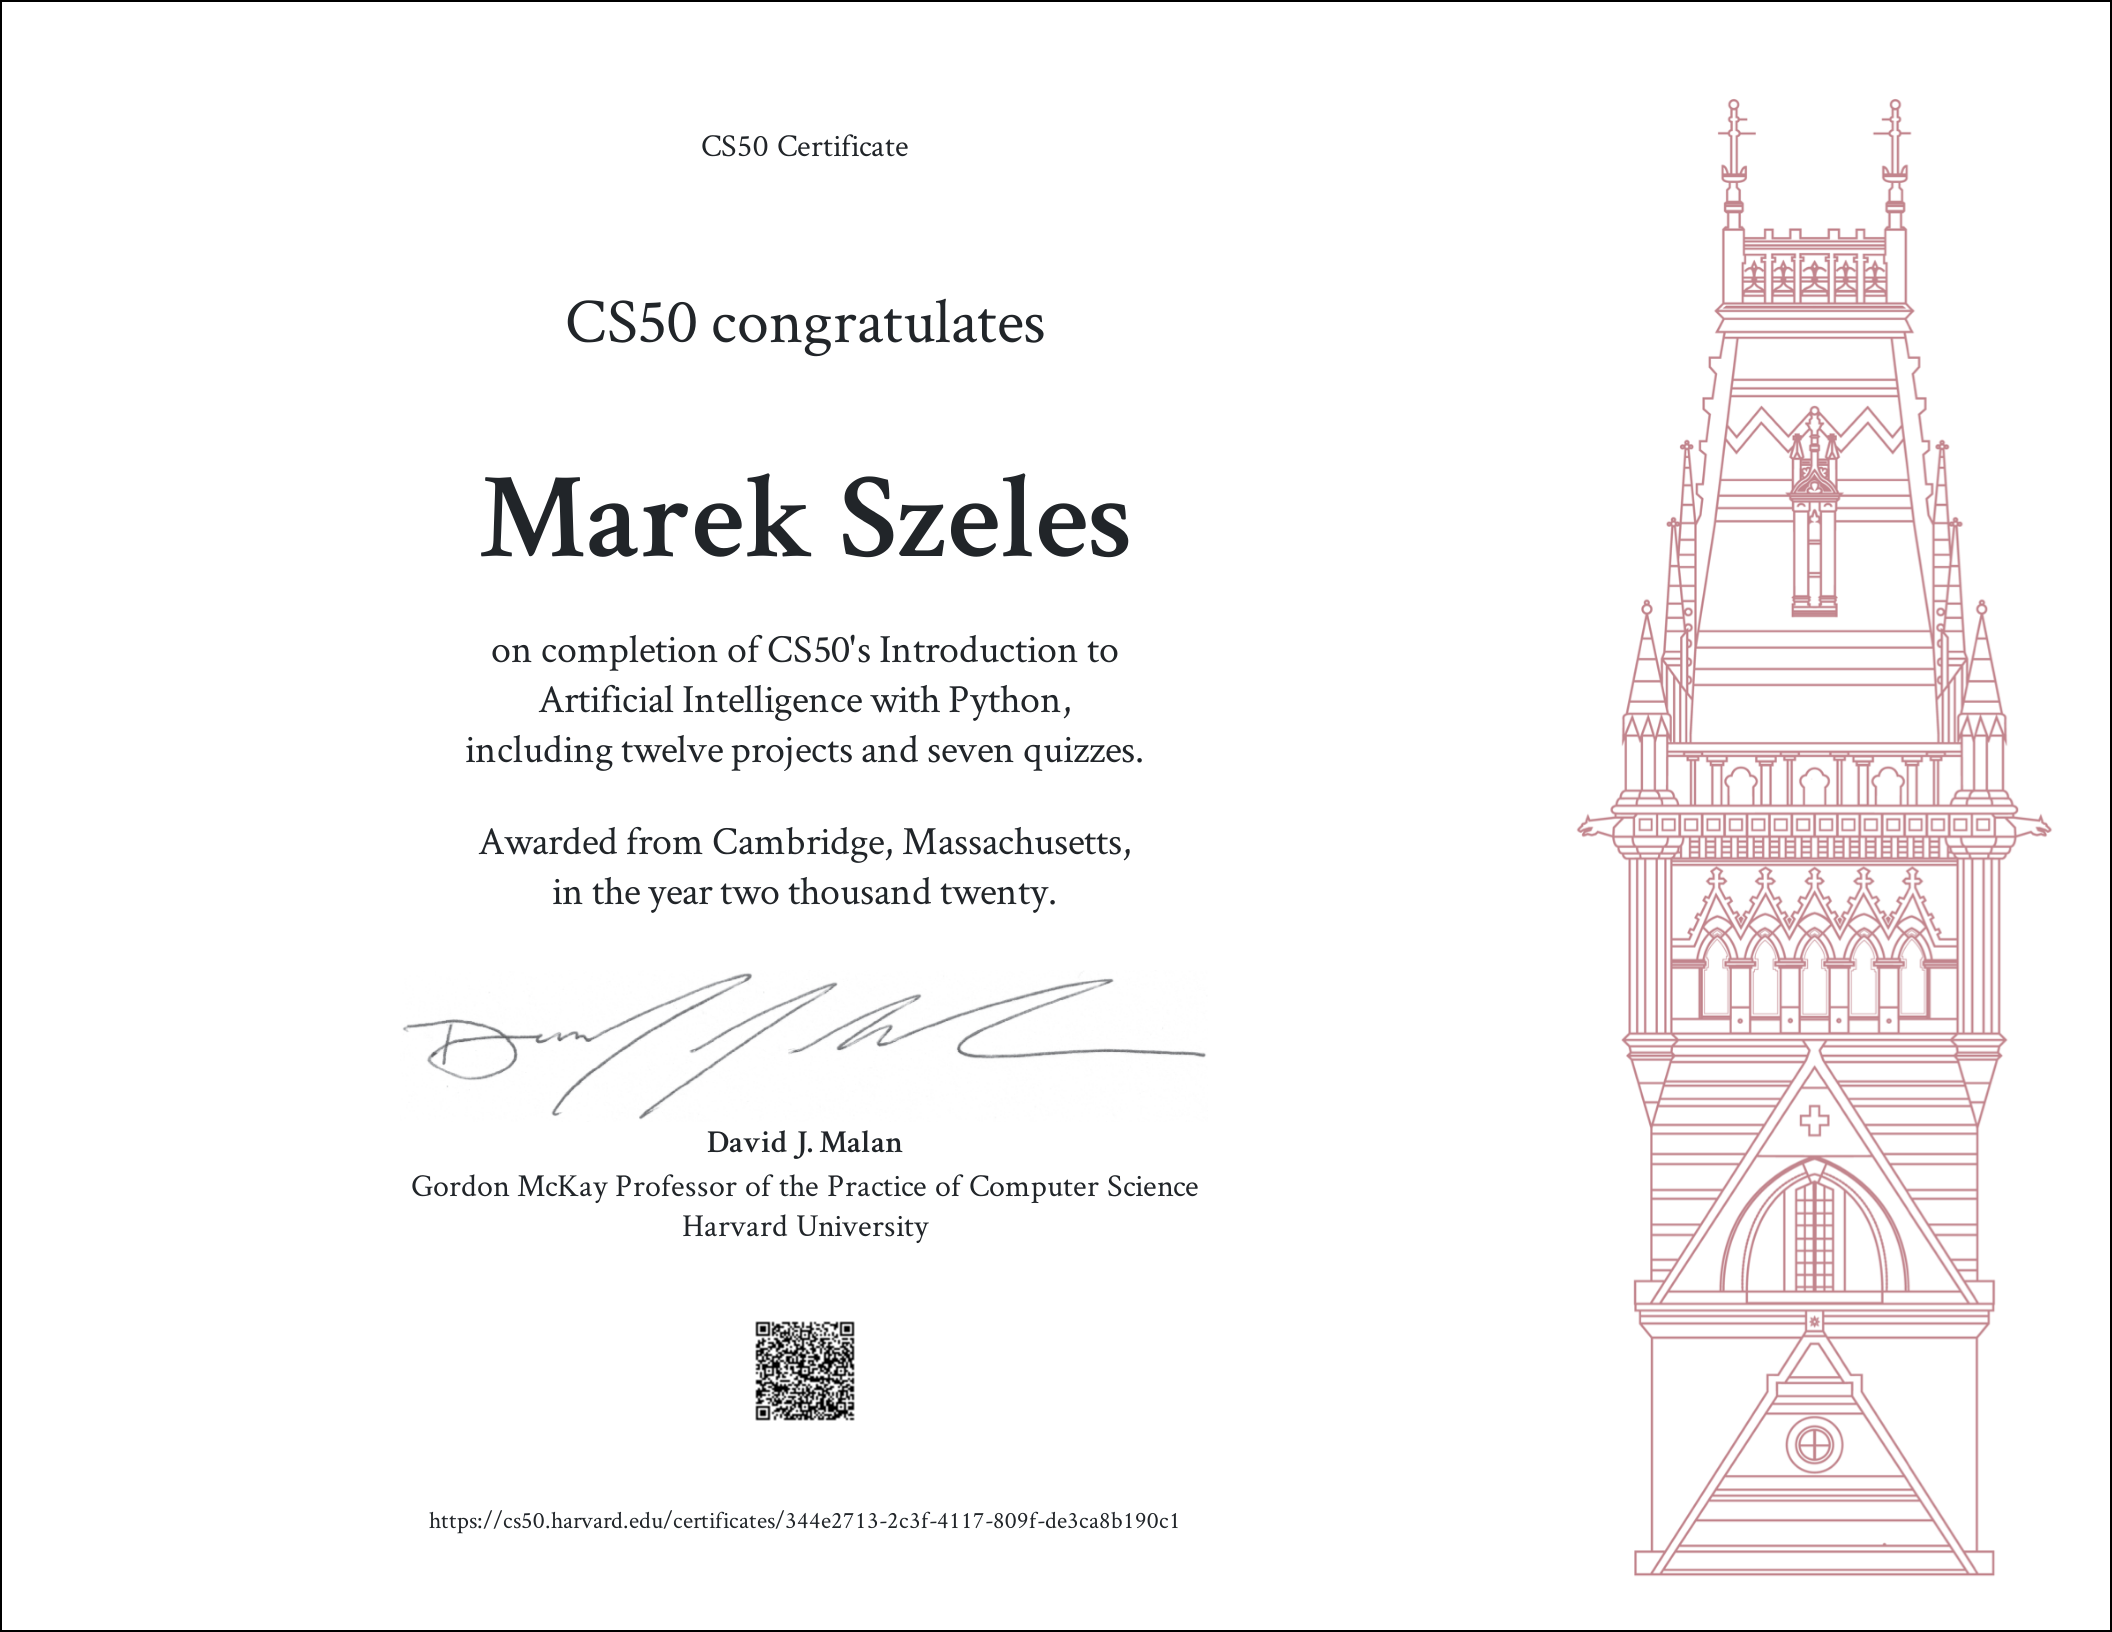 CS50 Certificate
CS50 congratulates
Marek Szeles
on completion of CS50's Introduction to
Artificial Intelligence with Python,
including twelve projects and seven quizzes.
Awarded from Cambridge, Massachusetts,
in the year two thousand twenty.
David J. Malan
Gordon McKay Professor of the Practice of Computer Science
Harvard University
https://cs50.harvard.edu/certificates/344e2713-2c3f-4117-809f-de3ca8b190c1